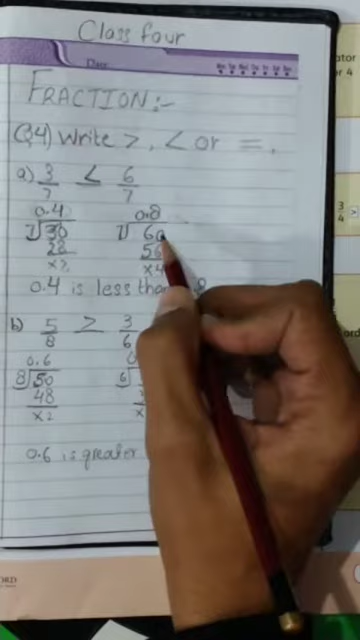 Class four
Date
FRACTION:-
Q4) Write >, < or =.
a) 3/7 < 6/7
0.4 0.8
7)30 7)60
28 56
x2 x4
0.4 is less than
b) 5/8 > 3/6
0.6
8)50 6)
48
x2 x
0.6 is greater